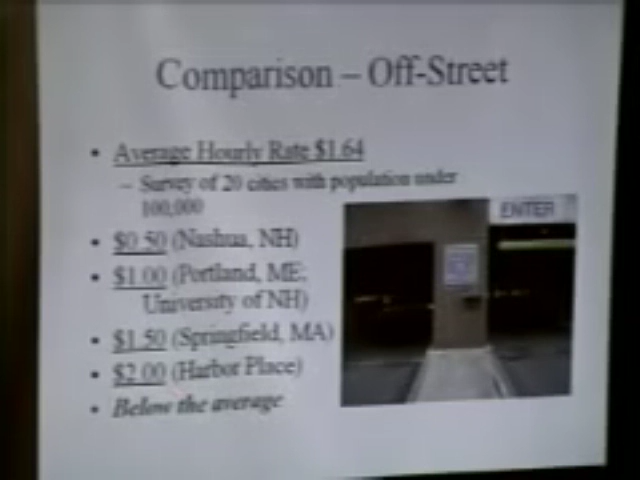 Comparison – Off-Street
• Average Hourly Rate $1.64
– Survey of 20 cities with population under
100,000
ENTER
• $0.50 (Nashua, NH)
• $1.00 (Portland, ME;
University of NH)
• $1.50 (Springfield, MA)
• $2.00 (Harbor Place)
• Below the average